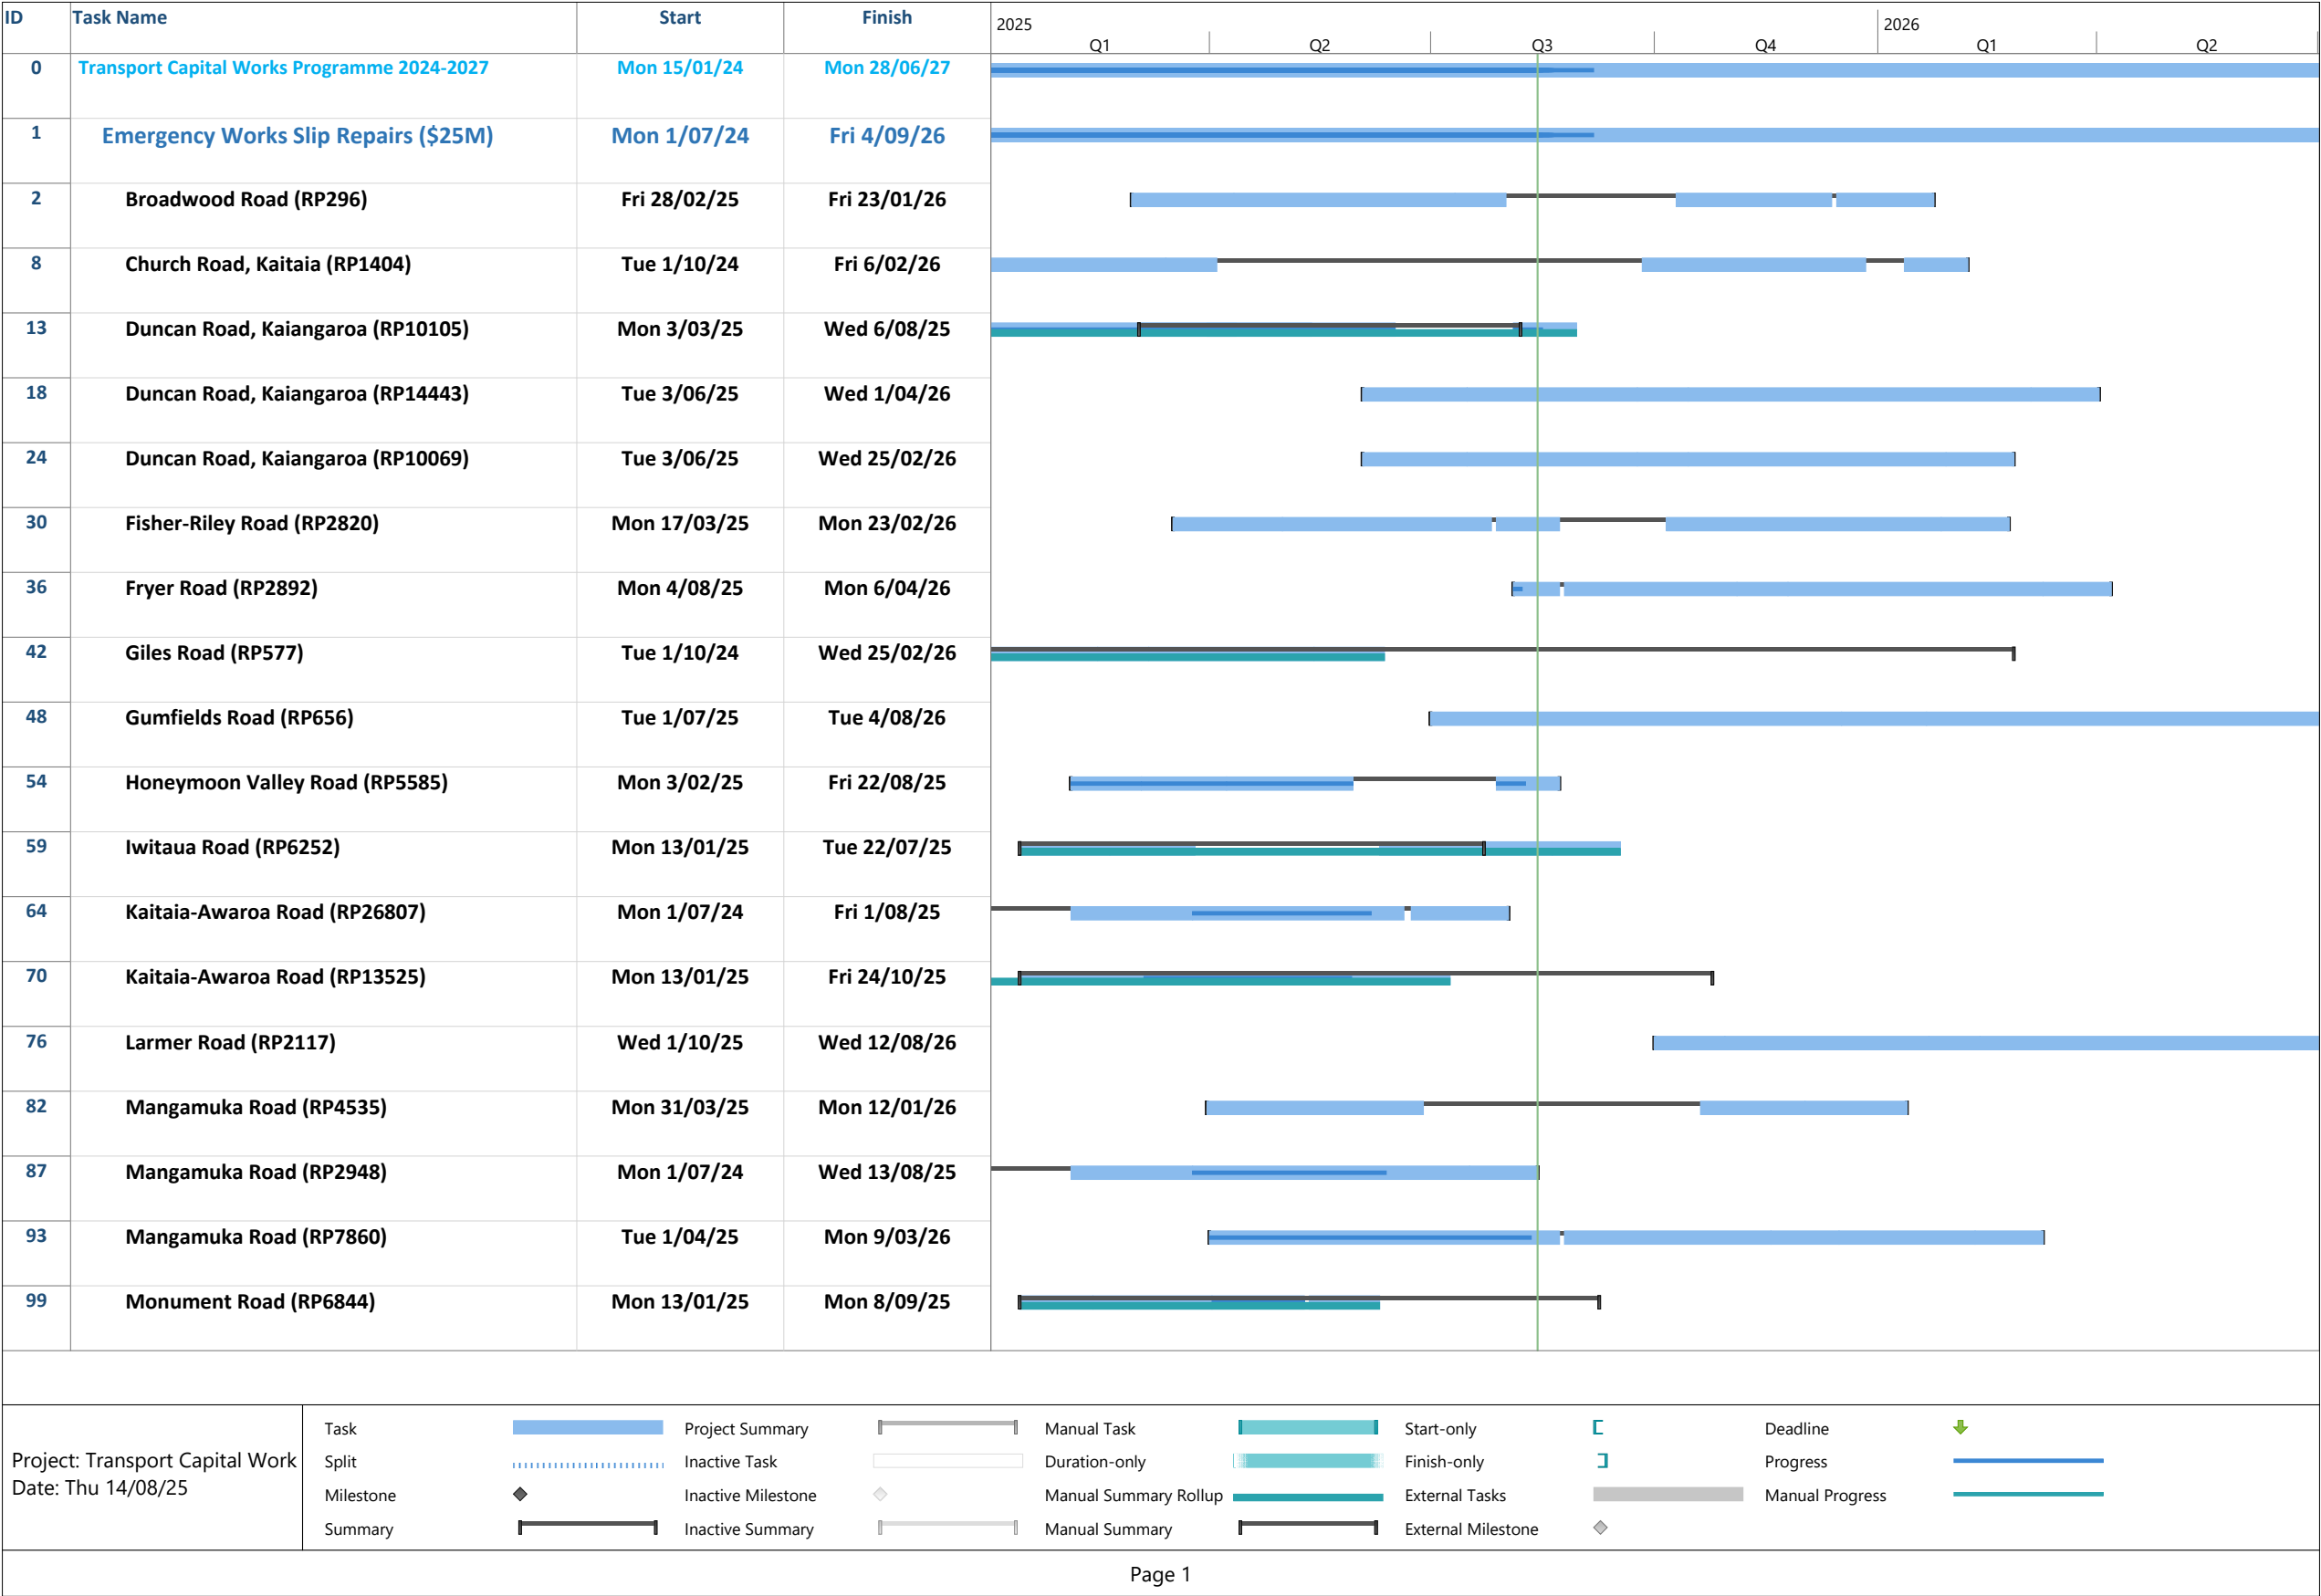 ID Task Name Start Finish 2025 2026
Q1 Q2 Q3 Q4 Q1 Q2
0 Transport Capital Works Programme 2024-2027 Mon 15/01/24 Mon 28/06/27
1 Emergency Works Slip Repairs ($25M) Mon 1/07/24 Fri 4/09/26
2 Broadwood Road (RP296) Fri 28/02/25 Fri 23/01/26
8 Church Road, Kaitaia (RP1404) Tue 1/10/24 Fri 6/02/26
13 Duncan Road, Kaiangaroa (RP10105) Mon 3/03/25 Wed 6/08/25
18 Duncan Road, Kaiangaroa (RP14443) Tue 3/06/25 Wed 1/04/26
24 Duncan Road, Kaiangaroa (RP10069) Tue 3/06/25 Wed 25/02/26
30 Fisher-Riley Road (RP2820) Mon 17/03/25 Mon 23/02/26
36 Fryer Road (RP2892) Mon 4/08/25 Mon 6/04/26
42 Giles Road (RP577) Tue 1/10/24 Wed 25/02/26
48 Gumfields Road (RP656) Tue 1/07/25 Tue 4/08/26
54 Honeymoon Valley Road (RP5585) Mon 3/02/25 Fri 22/08/25
59 Iwitaua Road (RP6252) Mon 13/01/25 Tue 22/07/25
64 Kaitaia-Awaroa Road (RP26807) Mon 1/07/24 Fri 1/08/25
70 Kaitaia-Awaroa Road (RP13525) Mon 13/01/25 Fri 24/10/25
76 Larmer Road (RP2117) Wed 1/10/25 Wed 12/08/26
82 Mangamuka Road (RP4535) Mon 31/03/25 Mon 12/01/26
87 Mangamuka Road (RP2948) Mon 1/07/24 Wed 13/08/25
93 Mangamuka Road (RP7860) Tue 1/04/25 Mon 9/03/26
99 Monument Road (RP6844) Mon 13/01/25 Mon 8/09/25
Project: Transport Capital Work
Date: Thu 14/08/25
Task Project Summary Manual Task Start-only Deadline
Split Inactive Task Duration-only Finish-only Progress
Milestone Inactive Milestone Manual Summary Rollup External Tasks Manual Progress
Summary Inactive Summary Manual Summary External Milestone
Page 1